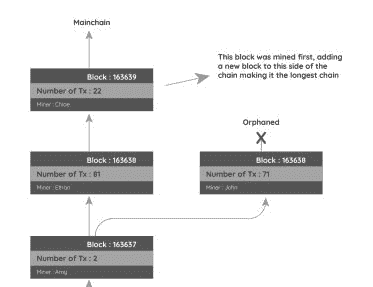 Mainchain
This block was mined first, adding
a new block to this side of the
chain making it the longest chain
Block : 163639
Number of Tx : 22
Miner : Chloe
Orphaned
Block : 163638
Number of Tx : 81
Miner : Ethan
Block : 163638
Number of Tx : 71
Miner : John
Block : 163637
Number of Tx : 2
Miner : Amy